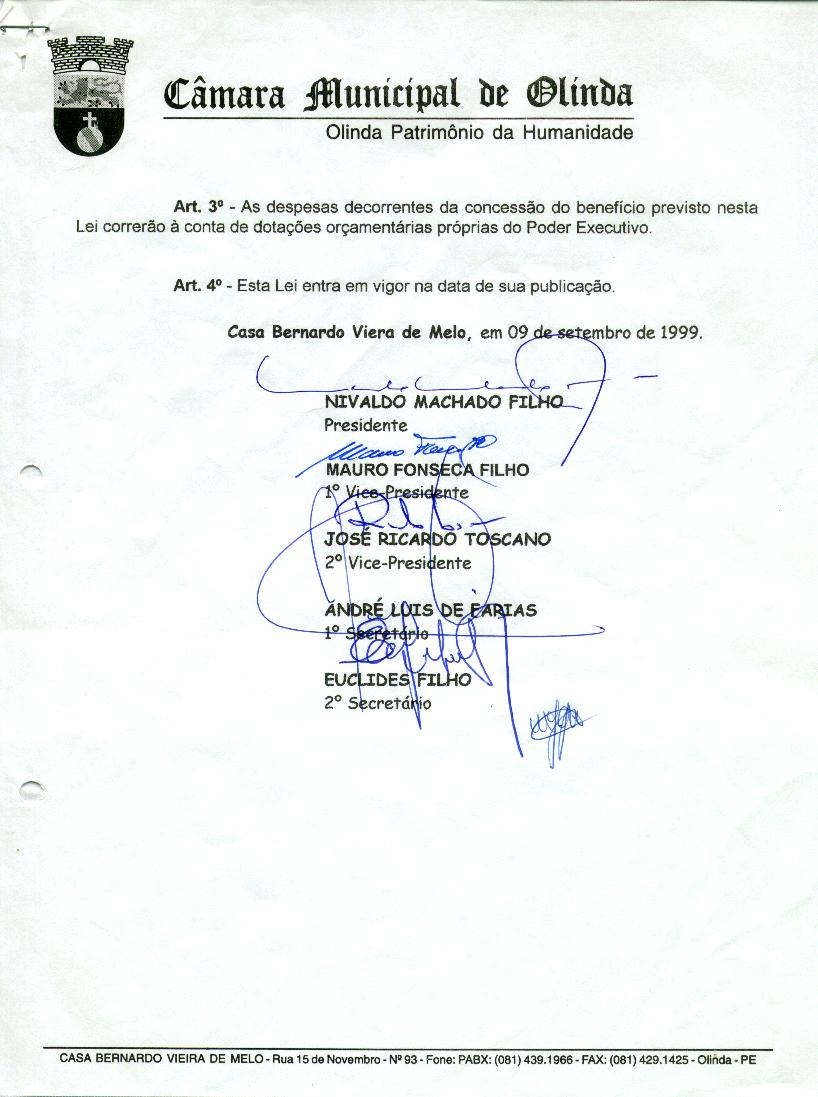 Câmara Municipal de Olinda
Olinda Patrimônio da Humanidade
Art. 3º - As despesas decorrentes da concessão do benefício previsto nesta
Lei correrão à conta de dotações orçamentárias próprias do Poder Executivo.
Art. 4º - Esta Lei entra em vigor na data de sua publicação.
Casa Bernardo Viera de Melo, em 09 de setembro de 1999.
NIVALDO MACHADO FILHO
Presidente
MAURO FONSECA FILHO
1º Vice-Presidente
JOSÉ RICARDO TOSCANO
2º Vice-Presidente
ANDRÉ LUIS DE FARIAS
1º Secretário
EUCLIDES FILHO
2º Secretário
CASA BERNARDO VIEIRA DE MELO - Rua 15 de Novembro - Nº 93 - Fone: PABX: (081) 439.1966 - FAX: (081) 429.1425 - Olinda - PE